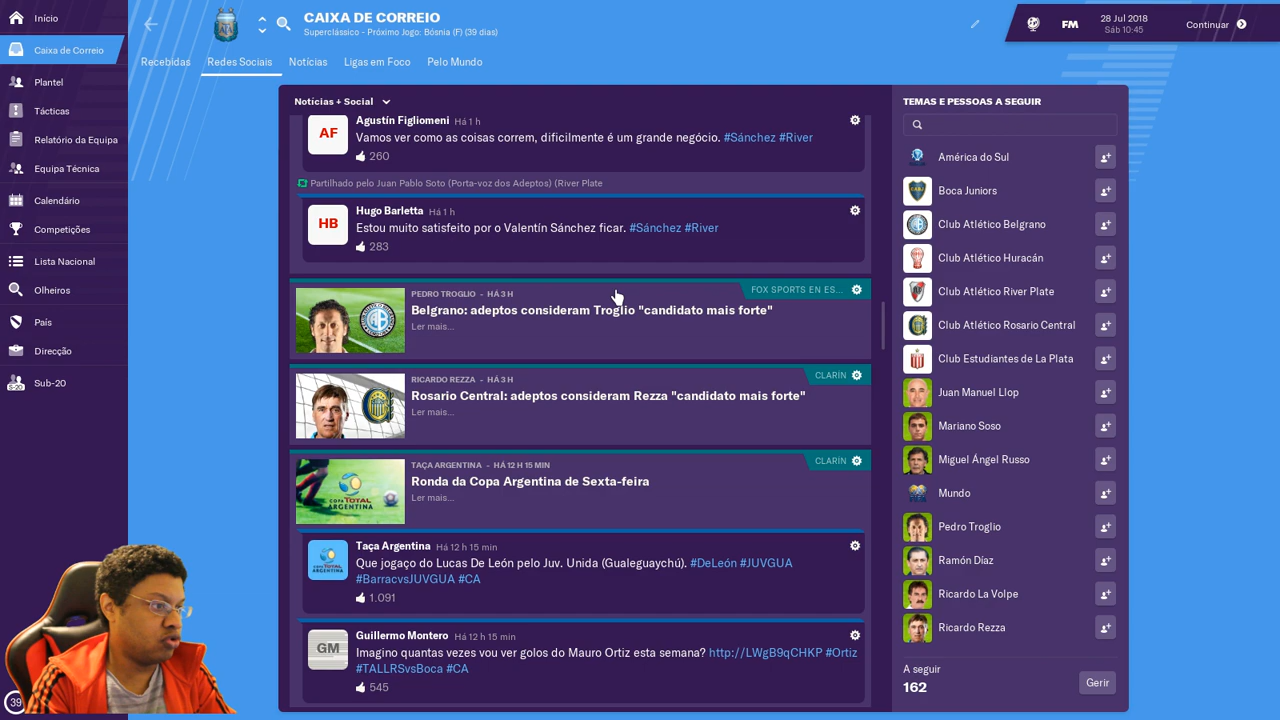 Início
Caixa de Correio
Plantel
Tácticas
Relatório da Equipa
Equipa Técnica
Calendário
Competições
Lista Nacional
Olheiros
País
Direcção
S-20
Sub-20
39
CAIXA DE CORREIO
Superclássico - Próximo Jogo: Bósnia (F) (39 dias)
FM
28 Jul 2018
Sáb 10:45
Continuar
Recebidas
Redes Sociais
Notícias
Ligas em Foco
Pelo Mundo
Notícias + Social
AF
Agustín Figliomeni Há 1 h
Vamos ver como as coisas correm, dificilmente é um grande negócio. #Sánchez #River
260
Partilhado pelo Juan Pablo Soto (Porta-voz dos Adeptos) (River Plate
HB
Hugo Barletta Há 1 h
Estou muito satisfeito por o Valentín Sánchez ficar. #Sánchez #River
283
PEDRO TROGLIO - HÁ 3 H
FOX SPORTS EN ES...
Belgrano: adeptos consideram Troglio "candidato mais forte"
Ler mais...
RICARDO REZZA - HÁ 3 H
CLARÍN
Rosario Central: adeptos consideram Rezza "candidato mais forte"
Ler mais...
TAÇA ARGENTINA - HÁ 12 H 15 MIN
CLARÍN
Ronda da Copa Argentina de Sexta-feira
Ler mais...
COPA TOTAL
ARGENTINA
Taça Argentina Há 12 h 15 min
Que jogaço do Lucas De León pelo Juv. Unida (Gualeguaychú). #DeLeón #JUVGUA
#BarracvsJUVGUA #CA
1.091
GM
Guillermo Montero Há 12 h 15 min
Imagino quantas vezes vou ver golos do Mauro Ortiz esta semana? http://LWgB9qCHKP #Ortiz
#TALLRSvsBoca #CA
545
TEMAS E PESSOAS A SEGUIR
América do Sul
Boca Juniors
Club Atlético Belgrano
Club Atlético Huracán
Club Atlético River Plate
Club Atlético Rosario Central
Club Estudiantes de La Plata
Juan Manuel Llop
Mariano Soso
Miguel Ángel Russo
Mundo
Pedro Troglio
Ramón Díaz
Ricardo La Volpe
Ricardo Rezza
A seguir
162
Gerir